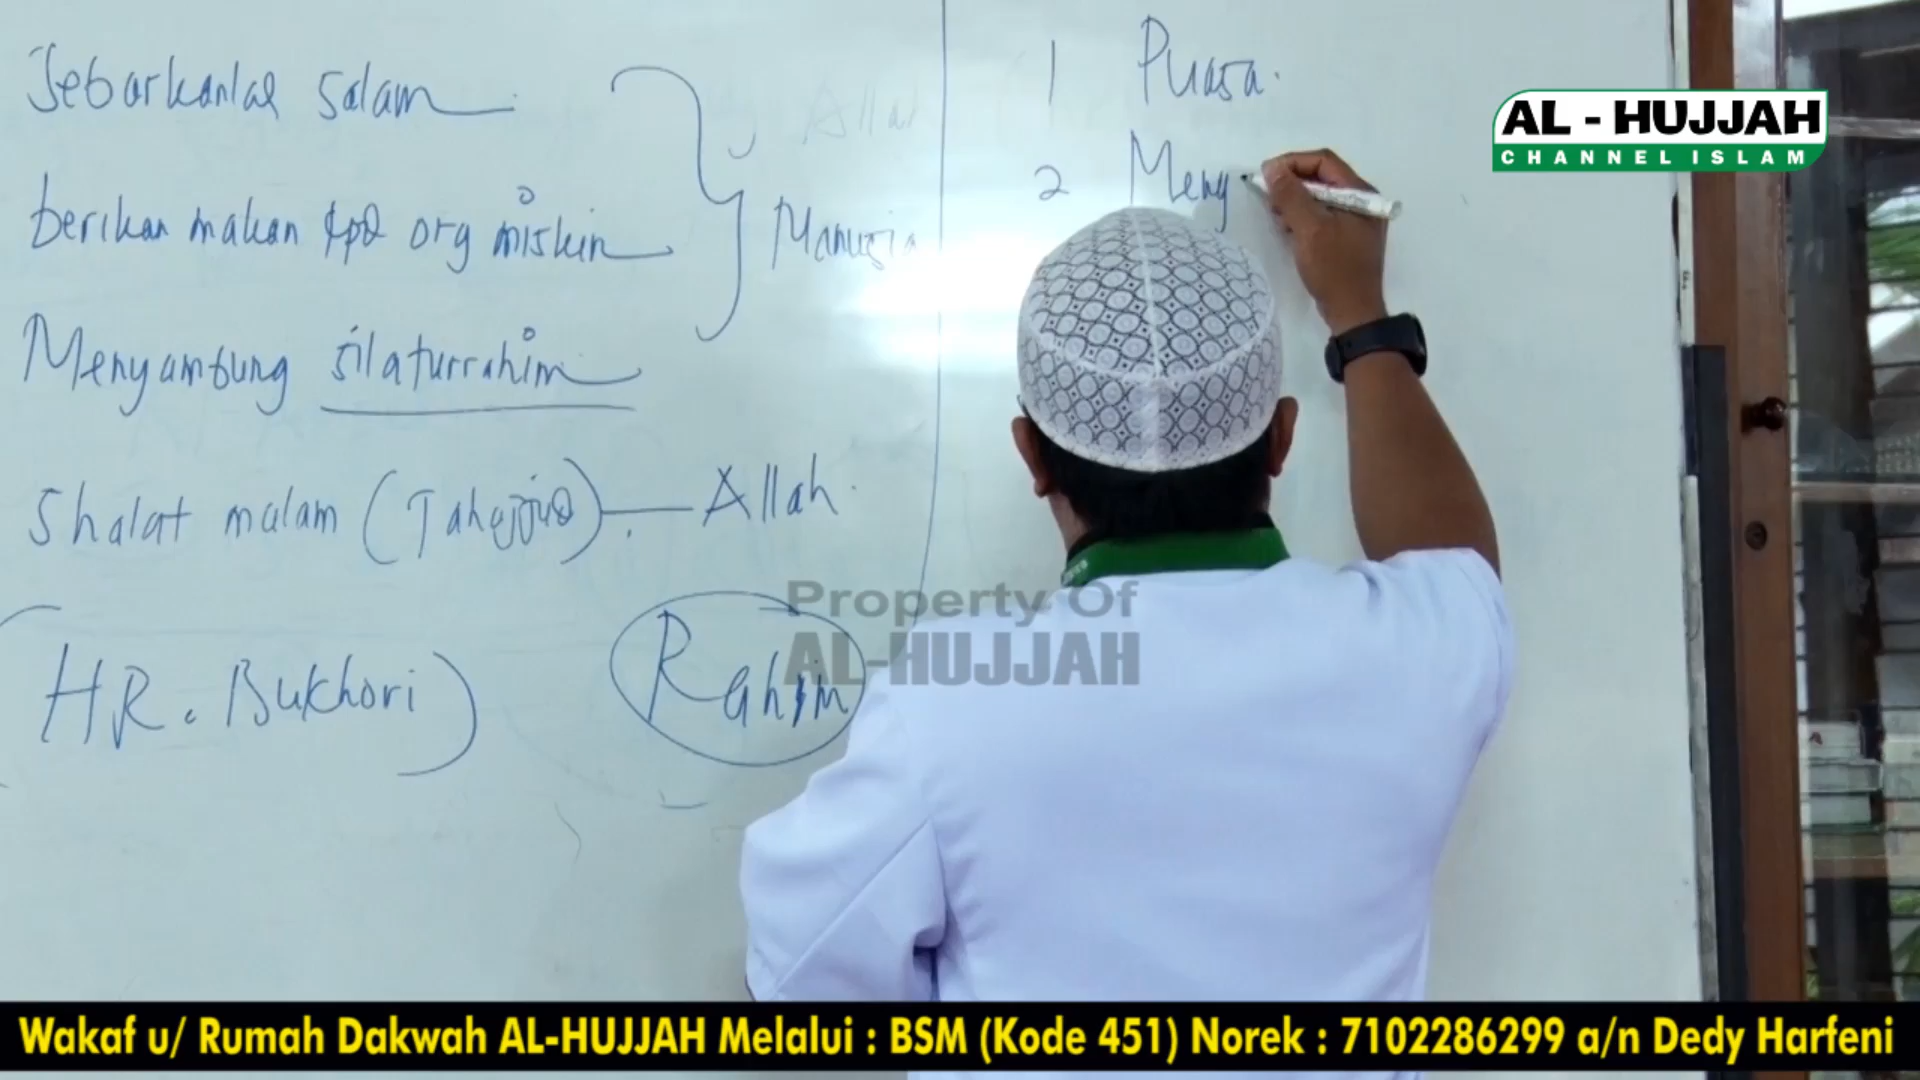 Sebarkanlah salam
berikan makan kpd org miskin
Menyambung silaturrahim
Manusia
Shalat malam (Tahajjud) — Allah.
(HR. Bukhori)
Rahim
1 Puasa.
2 Meny
AL - HUJJAH
CHANNEL ISLAM
Property Of
AL-HUJJAH
Wakaf u/ Rumah Dakwah AL-HUJJAH Melalui : BSM (Kode 451) Norek : 7102286299 a/n Dedy Harfeni